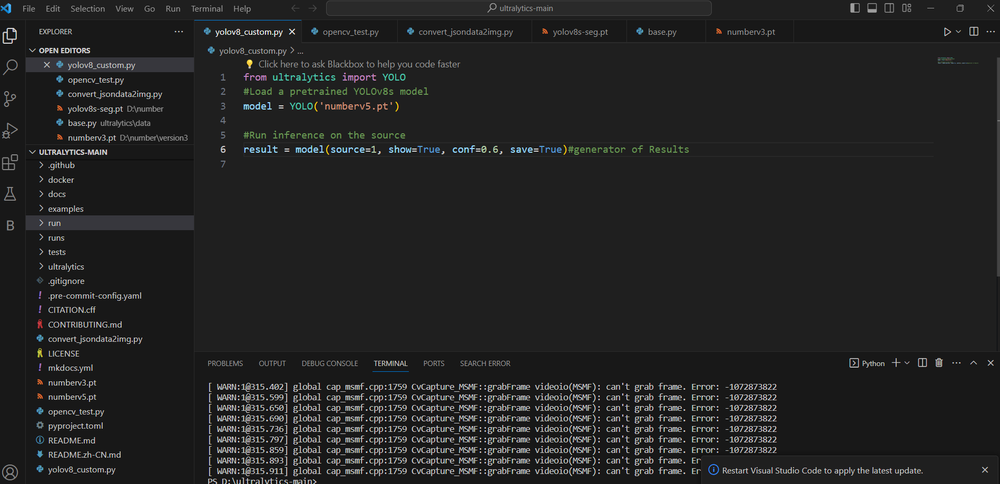 File Edit Selection View Go Run Terminal Help
ultralytics-main
EXPLORER
OPEN EDITORS
yolov8_custom.py
opencv_test.py
convert_jsondata2img.py
yolov8s-seg.pt D:\number
base.py ultralytics\data
numberv3.pt D:\number\version3
ULTRALYTICS-MAIN
.github
docker
docs
examples
run
runs
tests
ultralytics
.gitignore
.pre-commit-config.yaml
CITATION.cff
CONTRIBUTING.md
convert_jsondata2img.py
LICENSE
mkdocs.yml
numberv3.pt
numberv5.pt
opencv_test.py
pyproject.toml
README.md
README.zh-CN.md
yolov8_custom.py
B
yolov8_custom.py opencv_test.py convert_jsondata2img.py yolov8s-seg.pt base.py numberv3.pt
yolov8_custom.py > ...
Click here to ask Blackbox to help you code faster
1 from ultralytics import YOLO
2 #Load a pretrained YOLOv8s model
3 model = YOLO('numberv5.pt')
4
5 #Run inference on the source
6 result = model(source=1, show=True, conf=0.6, save=True)#generator of Results
7
PROBLEMS OUTPUT DEBUG CONSOLE TERMINAL PORTS SEARCH ERROR
Python
[ WARN:1@315.402] global cap_msmf.cpp:1759 CvCapture_MSMF::grabFrame videoio(MSMF): can't grab frame. Error: -1072873822
[ WARN:1@315.599] global cap_msmf.cpp:1759 CvCapture_MSMF::grabFrame videoio(MSMF): can't grab frame. Error: -1072873822
[ WARN:1@315.650] global cap_msmf.cpp:1759 CvCapture_MSMF::grabFrame videoio(MSMF): can't grab frame. Error: -1072873822
[ WARN:1@315.690] global cap_msmf.cpp:1759 CvCapture_MSMF::grabFrame videoio(MSMF): can't grab frame. Error: -1072873822
[ WARN:1@315.736] global cap_msmf.cpp:1759 CvCapture_MSMF::grabFrame videoio(MSMF): can't grab frame. Error: -1072873822
[ WARN:1@315.797] global cap_msmf.cpp:1759 CvCapture_MSMF::grabFrame videoio(MSMF): can't grab frame. Error: -1072873822
[ WARN:1@315.859] global cap_msmf.cpp:1759 CvCapture_MSMF::grabFrame videoio(MSMF): can't grab frame. Error: -1072873822
[ WARN:1@315.893] global cap_msmf.cpp:1759 CvCapture_MSMF::grabFrame videoio(MSMF): can't grab frame. Er
[ WARN:1@315.911] global cap_msmf.cpp:1759 CvCapture_MSMF::grabFrame videoio(MSMF): can't grab frame. Er
PS D:\ultralytics-main>
Restart Visual Studio Code to apply the latest update.